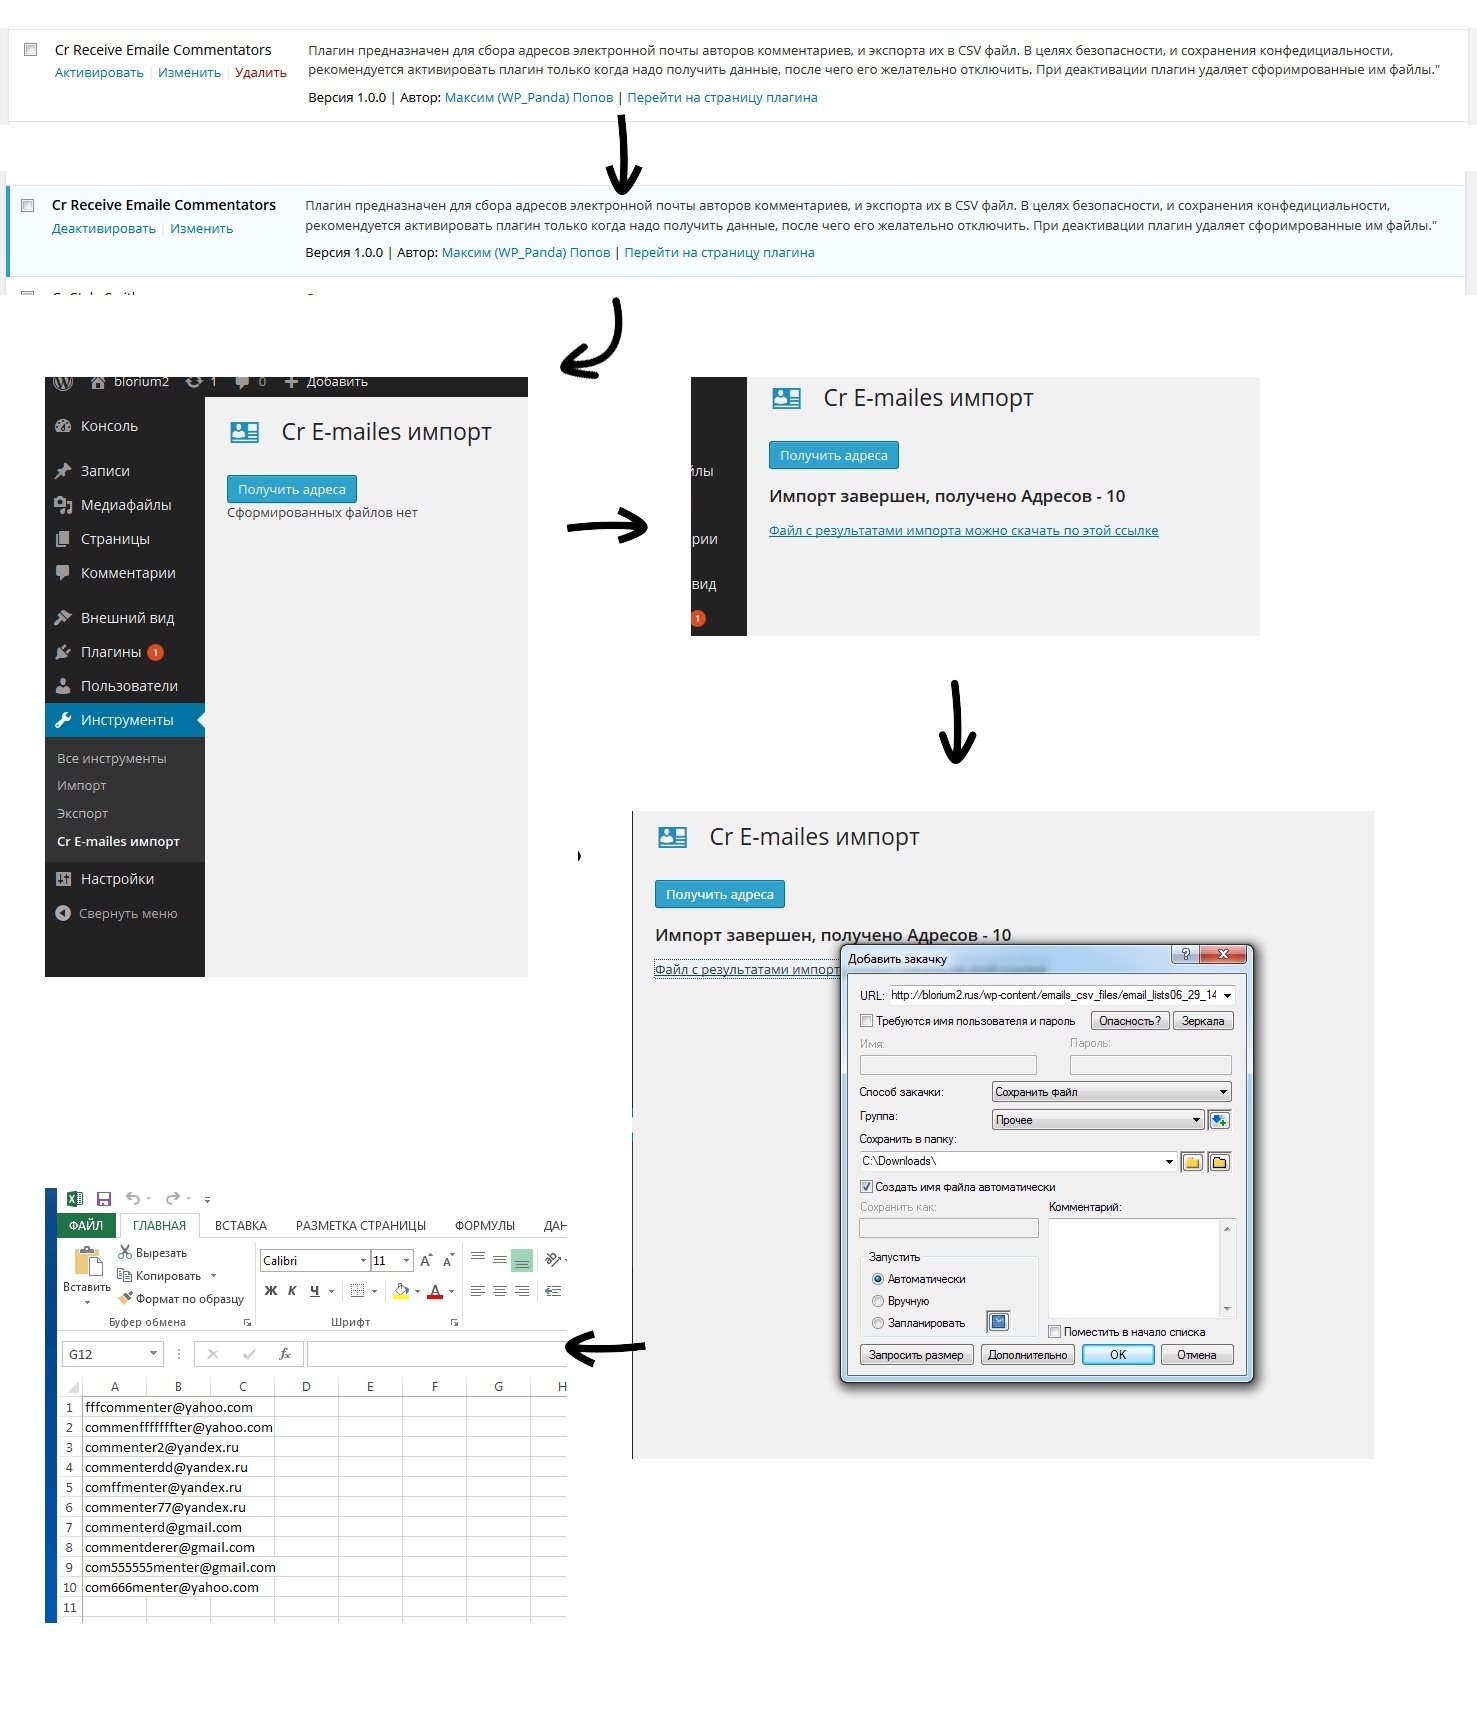 Cr Receive Emaile Commentators
Активировать | Изменить | Удалить
Плагин предназначен для сбора адресов электронной почты авторов комментариев, и экспорта их в CSV файл. В целях безопасности, и сохранения конфедициальности,
рекомендуется активировать плагин только когда надо получить данные, после чего его желательно отключить. При деактивации плагин удаляет сфоримрованные им файлы."
Версия 1.0.0 | Автор: Максим (WP_Panda) Попов | Перейти на страницу плагина
Cr Receive Emaile Commentators
Деактивировать | Изменить
Плагин предназначен для сбора адресов электронной почты авторов комментариев, и экспорта их в CSV файл. В целях безопасности, и сохранения конфедициальности,
рекомендуется активировать плагин только когда надо получить данные, после чего его желательно отключить. При деактивации плагин удаляет сфоримрованные им файлы."
Версия 1.0.0 | Автор: Максим (WP_Panda) Попов | Перейти на страницу плагина
blorium2 1 0 Добавить
Консоль
Записи
Медиафайлы
Страницы
Комментарии
Внешний вид
Плагины 1
Пользователи
Инструменты
Все инструменты
Импорт
Экспорт
Cr E-mailes импорт
Настройки
Свернуть меню
Cr E-mailes импорт
Получить адреса
Сформированных файлов нет
йлы
рии
вид
1
Cr E-mailes импорт
Получить адреса
Импорт завершен, получено Адресов - 10
Файл с результатами импорта можно скачать по этой ссылке
Cr E-mailes импорт
Получить адреса
Импорт завершен, получено Адресов - 10
Файл с результатами импорт
Добавить закачку
URL: http://blorium2.rus/wp-content/emails_csv_files/email_lists06_29_14
Требуются имя пользователя и пароль Опасность? Зеркала
Имя: Пароль:
Способ закачки: Сохранить файл
Группа: Прочее
Сохранить в папку:
C:\Downloads\
Создать имя файла автоматически
Сохранить как: Комментарий:
Запустить
Автоматически
Вручную
Запланировать
Поместить в начало списка
Запросить размер Дополнительно OK Отмена
ФАЙЛ ГЛАВНАЯ ВСТАВКА РАЗМЕТКА СТРАНИЦЫ ФОРМУЛЫ ДАН
Вставить
Вырезать
Копировать
Формат по образцу
Буфер обмена
Calibri 11 A A
Ж К Ч A
Шрифт
G12 fx
A B C D E F G H
1 fffcommenter@yahoo.com
2 commenfffffffter@yahoo.com
3 commenter2@yandex.ru
4 commenterdd@yandex.ru
5 comffmenter@yandex.ru
6 commenter77@yandex.ru
7 commenterd@gmail.com
8 commentderer@gmail.com
9 com555555menter@gmail.com
10 com666menter@yahoo.com
11